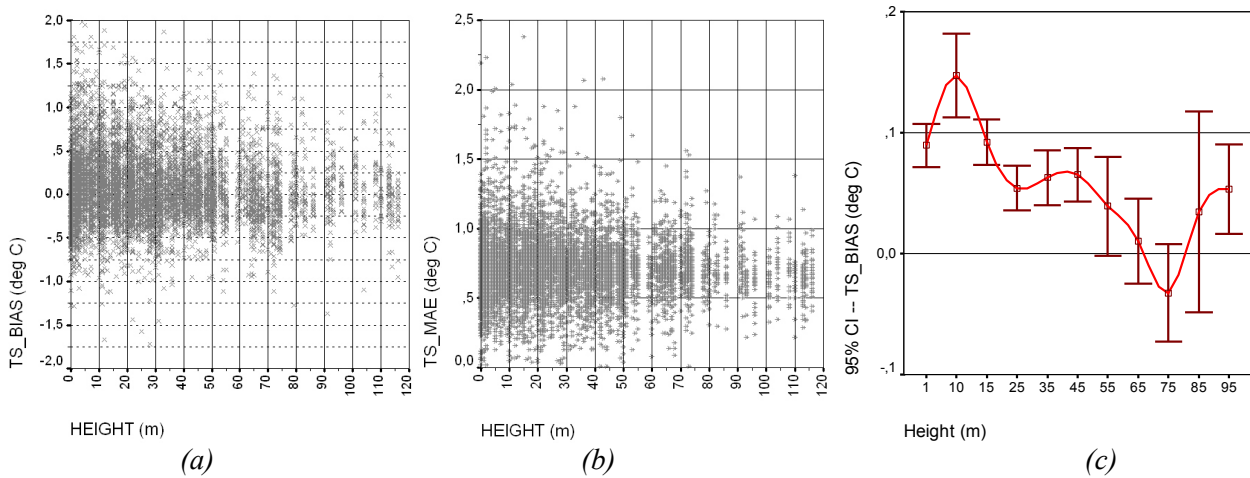 2.0
1.5
1.0
.5
0.0
-.5
-1.0
-1.5
-2.0
TS_BIAS (deg C)
0 10 20 30 40 50 60 70 80 90 100 110 120
HEIGHT (m)
(a)
2,5
2,0
1,5
1,0
,5
0,0
TS_MAE (deg C)
0 10 20 30 40 50 60 70 80 90 100 110 120
HEIGHT (m)
(b)
,2
,1
0,0
-,1
95% CI -- TS_BIAS (deg C)
1 10 15 25 35 45 55 65 75 85 95
Height (m)
(c)